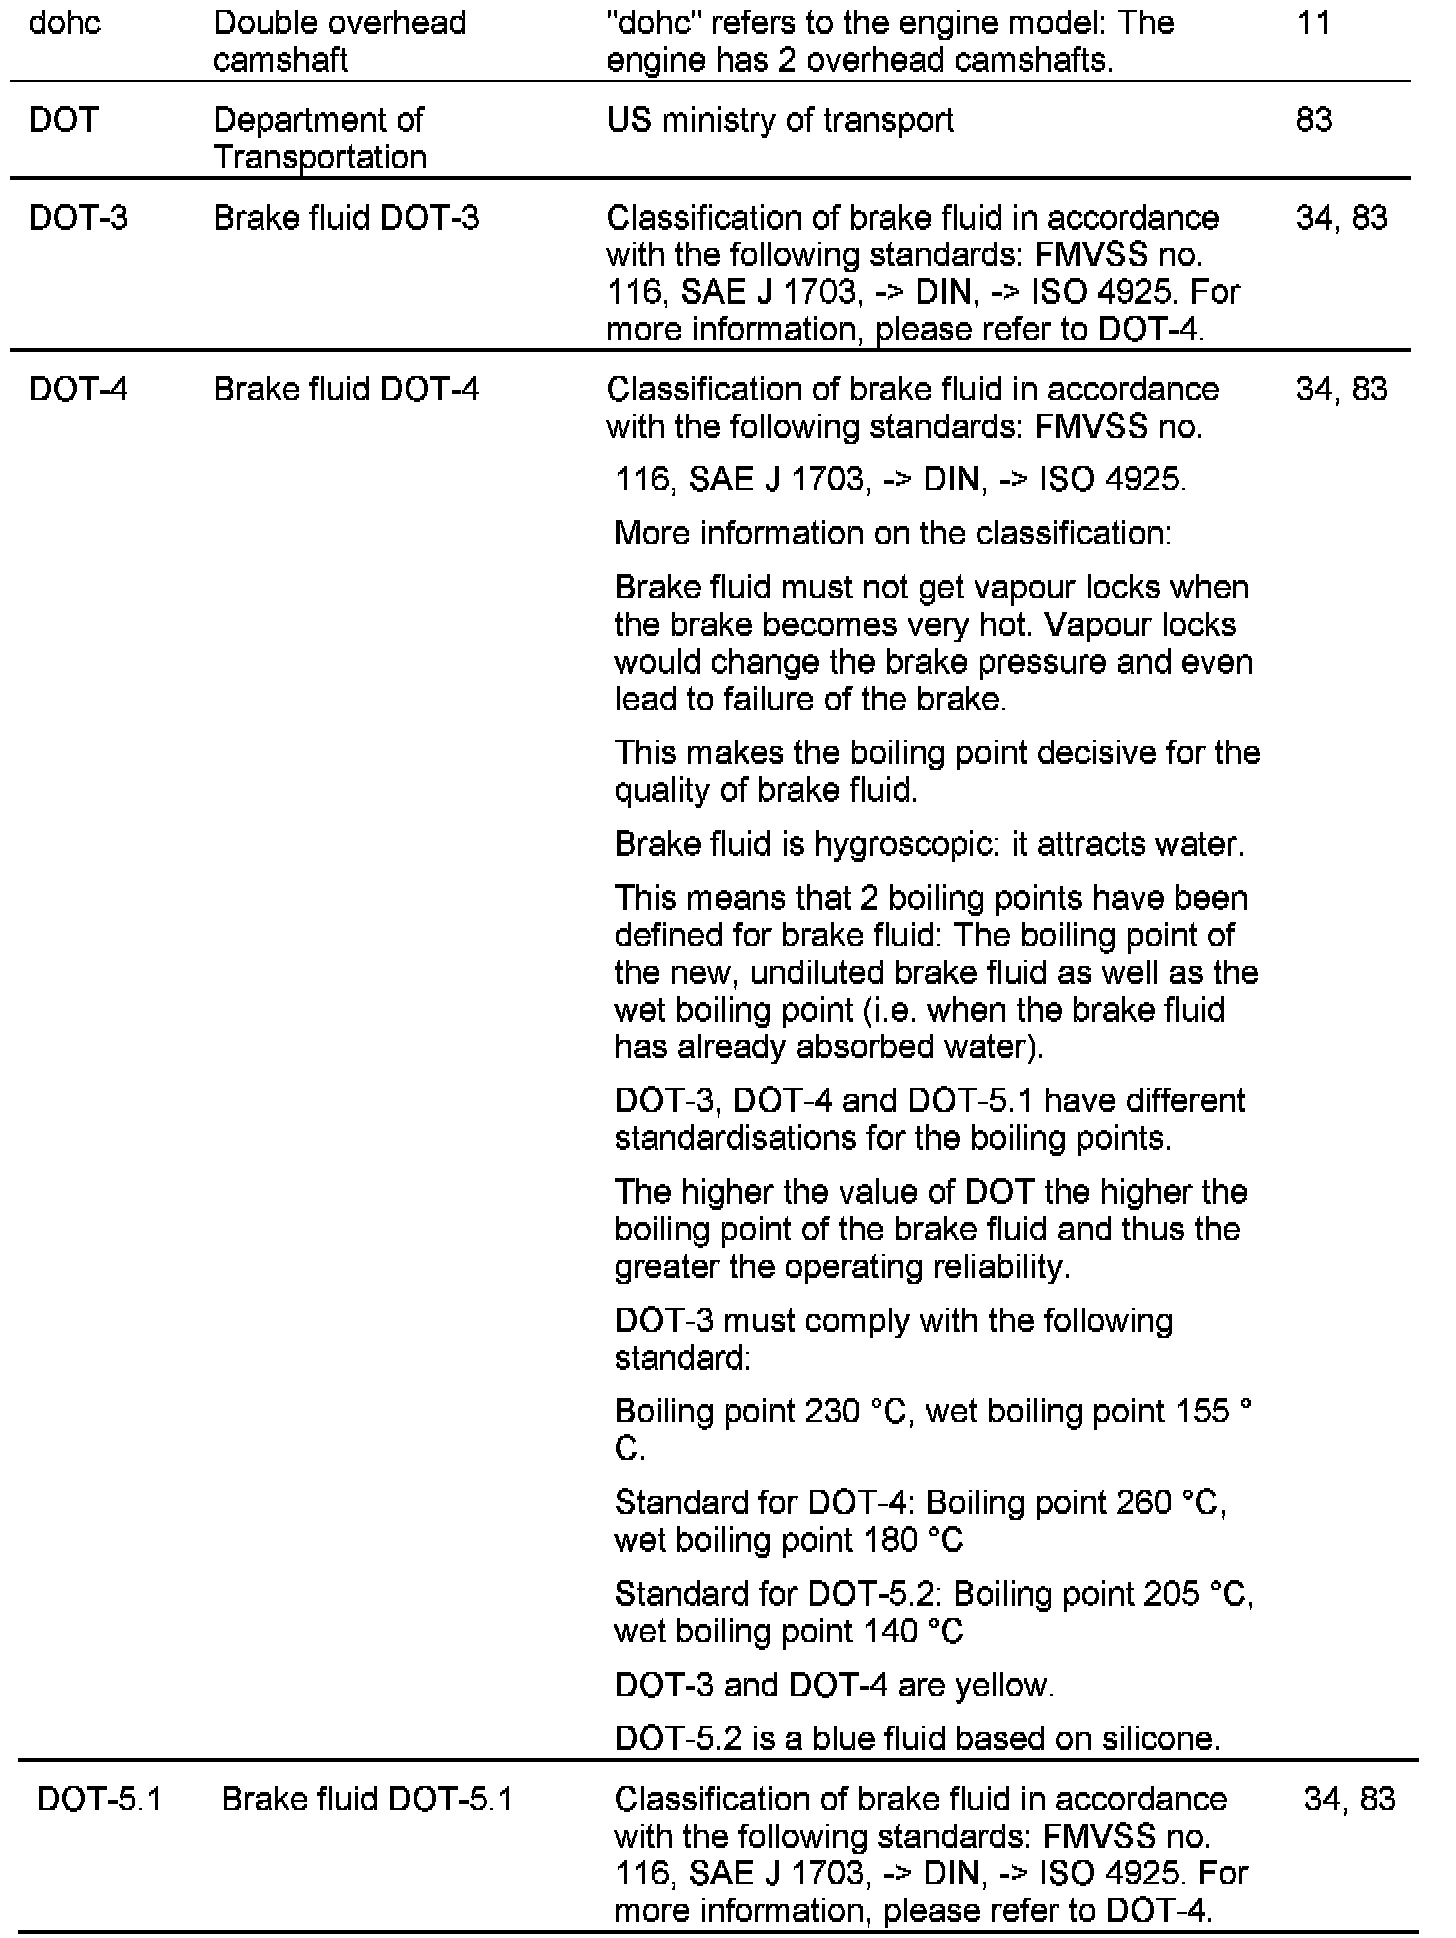 dohc Double overhead "dohc" refers to the engine model: The 11
camshaft engine has 2 overhead camshafts.
DOT Department of US ministry of transport 83
Transportation
DOT-3 Brake fluid DOT-3 Classification of brake fluid in accordance 34, 83
with the following standards: FMVSS no.
116, SAE J 1703, -> DIN, -> ISO 4925. For
more information, please refer to DOT-4.
DOT-4 Brake fluid DOT-4 Classification of brake fluid in accordance 34, 83
with the following standards: FMVSS no.
116, SAE J 1703, -> DIN, -> ISO 4925.
More information on the classification:
Brake fluid must not get vapour locks when
the brake becomes very hot. Vapour locks
would change the brake pressure and even
lead to failure of the brake.
This makes the boiling point decisive for the
quality of brake fluid.
Brake fluid is hygroscopic: it attracts water.
This means that 2 boiling points have been
defined for brake fluid: The boiling point of
the new, undiluted brake fluid as well as the
wet boiling point (i.e. when the brake fluid
has already absorbed water).
DOT-3, DOT-4 and DOT-5.1 have different
standardisations for the boiling points.
The higher the value of DOT the higher the
boiling point of the brake fluid and thus the
greater the operating reliability.
DOT-3 must comply with the following
standard:
Boiling point 230 °C, wet boiling point 155 °
C.
Standard for DOT-4: Boiling point 260 °C,
wet boiling point 180 °C
Standard for DOT-5.2: Boiling point 205 °C,
wet boiling point 140 °C
DOT-3 and DOT-4 are yellow.
DOT-5.2 is a blue fluid based on silicone.
DOT-5.1 Brake fluid DOT-5.1 Classification of brake fluid in accordance 34, 83
with the following standards: FMVSS no.
116, SAE J 1703, -> DIN, -> ISO 4925. For
more information, please refer to DOT-4.